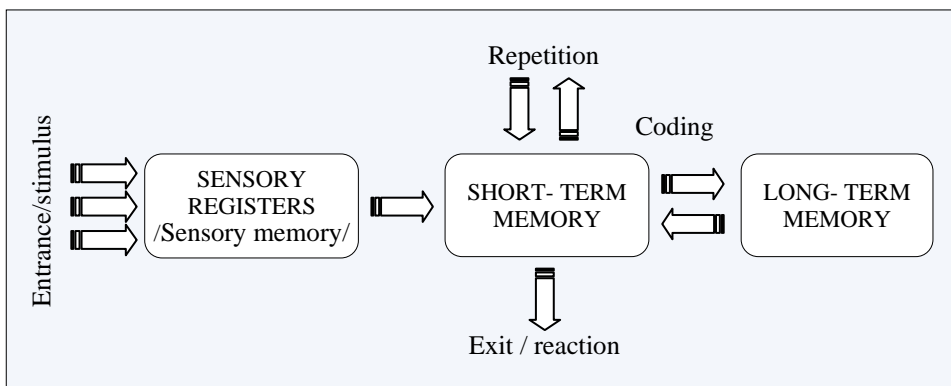 Repetition
Coding
Entrance/stimulus
SENSORY
REGISTERS
/Sensory memory/
SHORT- TERM
MEMORY
LONG- TERM
MEMORY
Exit / reaction